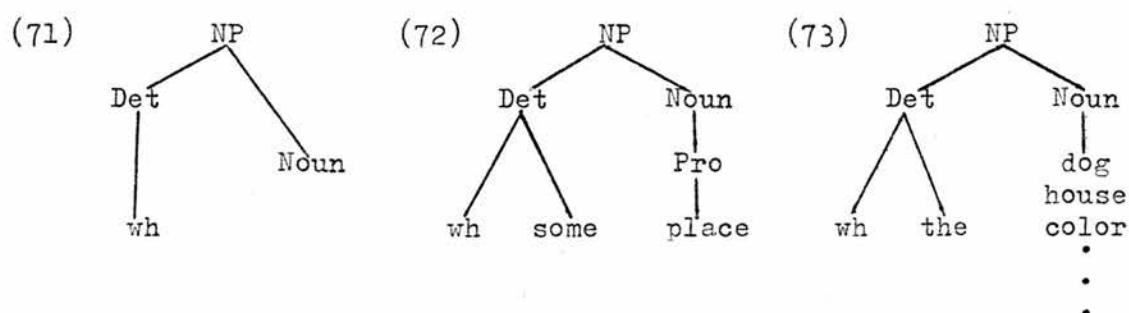 (71) NP (72) NP (73) NP
Det Det Noun Det Noun
Noun Pro dog
house
wh wh some place wh the color